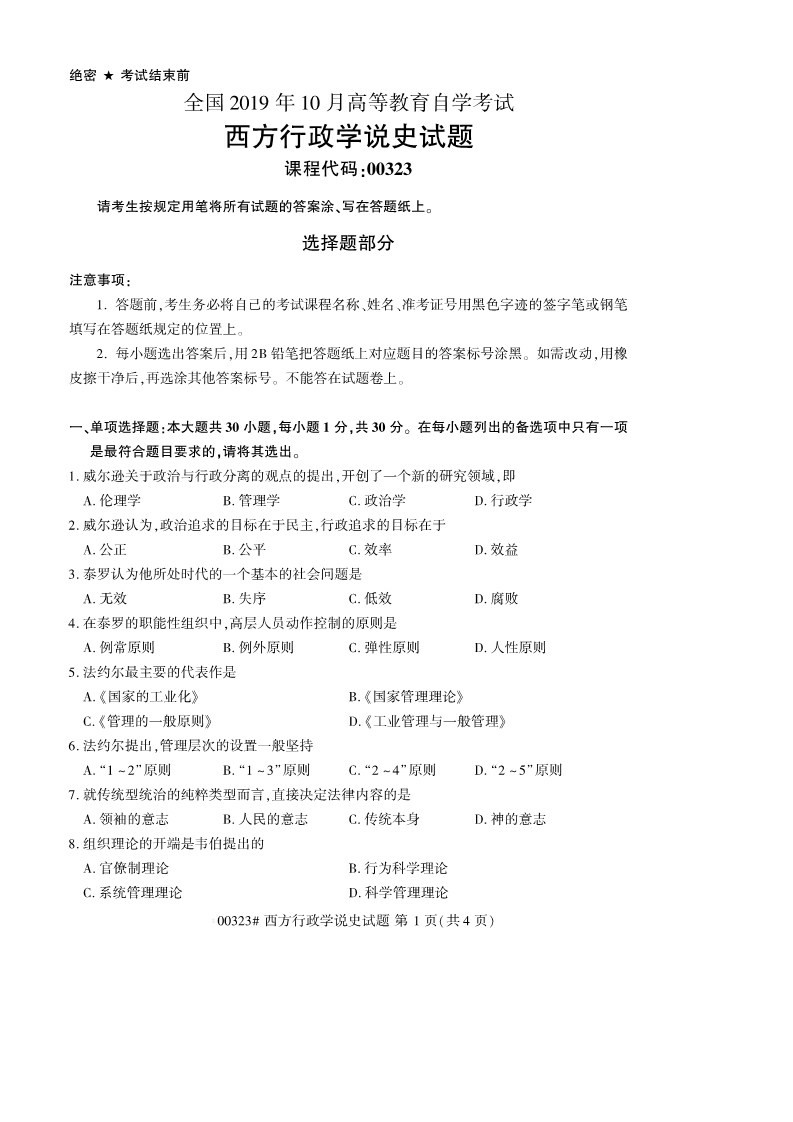 绝密 ★ 考试结束前
全国 2019 年 10 月高等教育自学考试
西方行政学说史试题
课程代码:00323
请考生按规定用笔将所有试题的答案涂、写在答题纸上。
选择题部分
注意事项:
1. 答题前,考生务必将自己的考试课程名称、姓名、准考证号用黑色字迹的签字笔或钢笔
填写在答题纸规定的位置上。
2. 每小题选出答案后,用 2B 铅笔把答题纸上对应题目的答案标号涂黑。如需改动,用橡
皮擦干净后,再选涂其他答案标号。不能答在试题卷上。
一、单项选择题:本大题共 30 小题,每小题 1 分,共 30 分。在每小题列出的备选项中只有一项
是最符合题目要求的,请将其选出。
1. 威尔逊关于政治与行政分离的观点的提出,开创了一个新的研究领域,即
A. 伦理学 B. 管理学 C. 政治学 D. 行政学
2. 威尔逊认为,政治追求的目标在于民主,行政追求的目标在于
A. 公正 B. 公平 C. 效率 D. 效益
3. 泰罗认为他所处时代的一个基本的社会问题是
A. 无效 B. 失序 C. 低效 D. 腐败
4. 在泰罗的职能性组织中,高层人员动作控制的原则是
A. 例常原则 B. 例外原则 C. 弹性原则 D. 人性原则
5. 法约尔最主要的代表作是
A.《国家的工业化》 B.《国家管理理论》
C.《管理的一般原则》 D.《工业管理与一般管理》
6. 法约尔提出,管理层次的设置一般坚持
A. “1 ~ 2”原则 B. “1 ~ 3”原则 C. “2 ~ 4”原则 D. “2 ~ 5”原则
7. 就传统型统治的纯粹类型而言,直接决定法律内容的是
A. 领袖的意志 B. 人民的意志 C. 传统本身 D. 神的意志
8. 组织理论的开端是韦伯提出的
A. 官僚制理论 B. 行为科学理论
C. 系统管理理论 D. 科学管理理论
00323# 西方行政学说史试题 第 1 页(共 4 页)